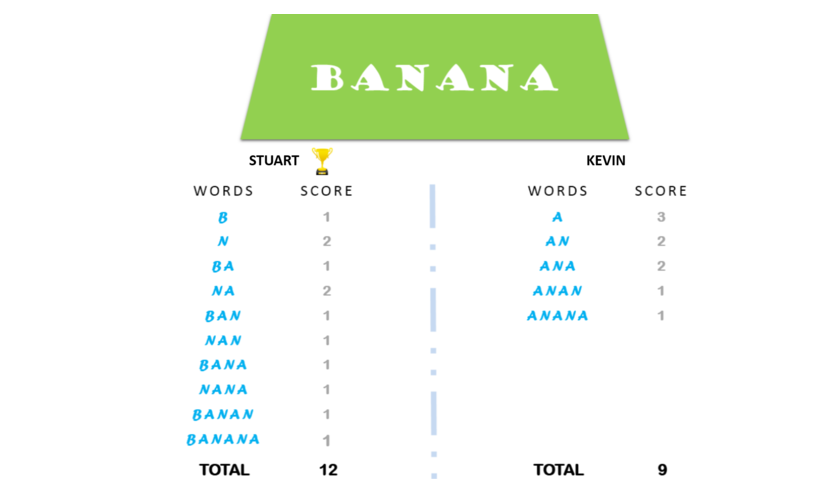 BANANA
STUART KEVIN
WORDS SCORE WORDS SCORE
B 1 A 3
N 2 AN 2
BA 1 ANA 2
NA 2 ANAN 1
BAN 1 ANANA 1
NAN 1
BANA 1
NANA 1
BANAN 1
BANANA 1
TOTAL 12 TOTAL 9